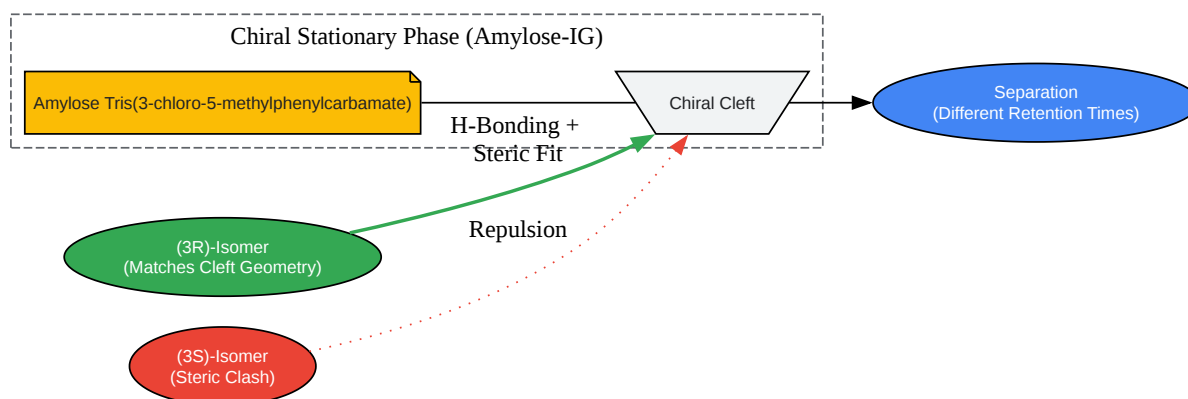 Chiral Stationary Phase (Amylose-IG)
Amylose Tris(3-chloro-5-methylphenylcarbamate)
Chiral Cleft
Separation
(Different Retention Times)
H-Bonding +
Steric Fit
Repulsion
(3R)-Isomer
(Matches Cleft Geometry)
(3S)-Isomer
(Steric Clash)